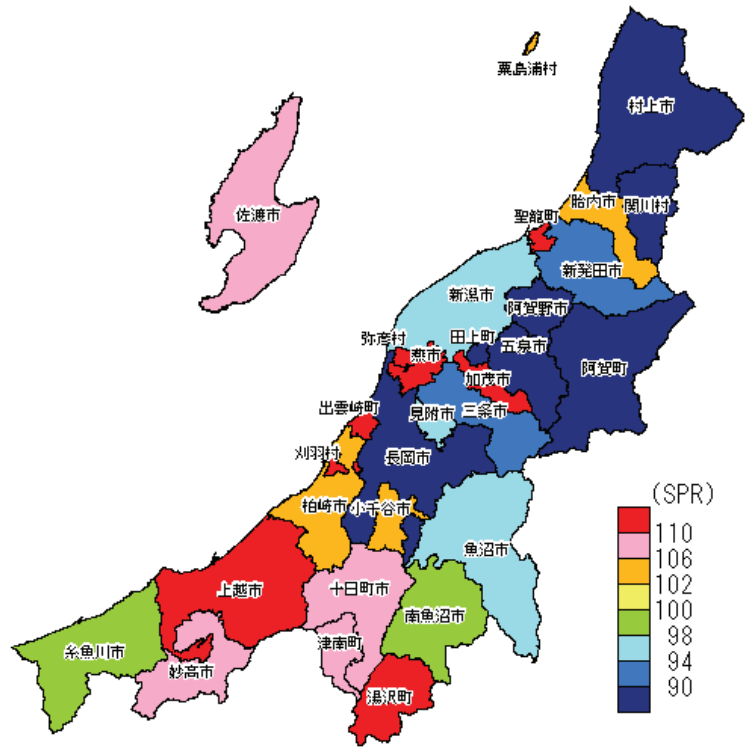 粟島浦村
村上市
胎内市
関川村
佐渡市
聖籠町
新発田市
新潟市
阿賀野市
弥彦村
田上町
燕市
五泉市
阿賀町
加茂市
出雲崎町
見附市
三条市
刈羽村
長岡市
柏崎市
小千谷市
魚沼市
(SPR)
110
106
102
100
98
94
90
上越市
十日町市
南魚沼市
津南町
糸魚川市
妙高市
湯沢町